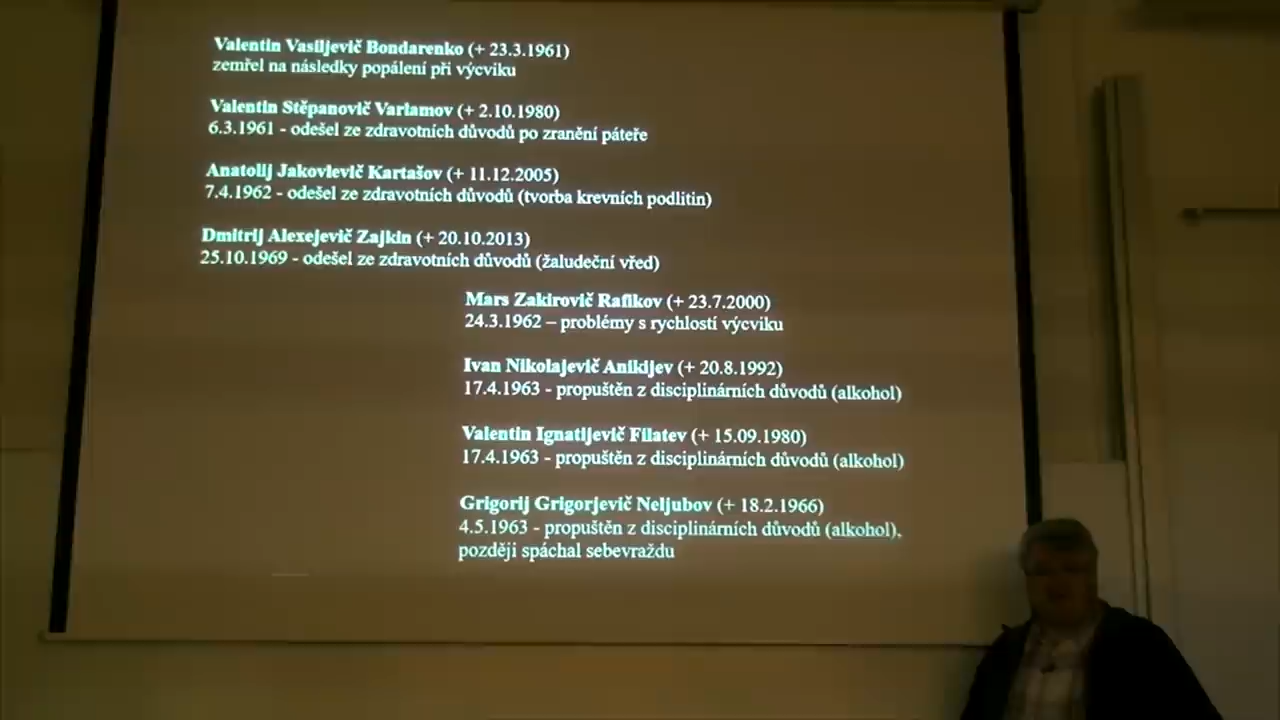 Valentin Vasiljevič Bondarenko (+ 23.3.1961)
zemřel na následky popálení při výcviku
Valentin Stěpanovič Varlamov (+ 2.10.1980)
6.3.1961 - odešel ze zdravotních důvodů po zranění páteře
Anatolij Jakovlevič Kartašov (+ 11.12.2005)
7.4.1962 - odešel ze zdravotních důvodů (tvorba krevních podlitin)
Dmitrij Alexejevič Zajkin (+ 20.10.2013)
25.10.1969 - odešel ze zdravotních důvodů (žaludeční vřed)
Mars Zakirovič Rafikov (+ 23.7.2000)
24.3.1962 – problémy s rychlostí výcviku
Ivan Nikolajevič Anikijev (+ 20.8.1992)
17.4.1963 - propuštěn z disciplinárních důvodů (alkohol)
Valentin Ignatijevič Filatev (+ 15.09.1980)
17.4.1963 - propuštěn z disciplinárních důvodů (alkohol)
Grigorij Grigorjevič Neljubov (+ 18.2.1966)
4.5.1963 - propuštěn z disciplinárních důvodů (alkohol),
později spáchal sebevraždu